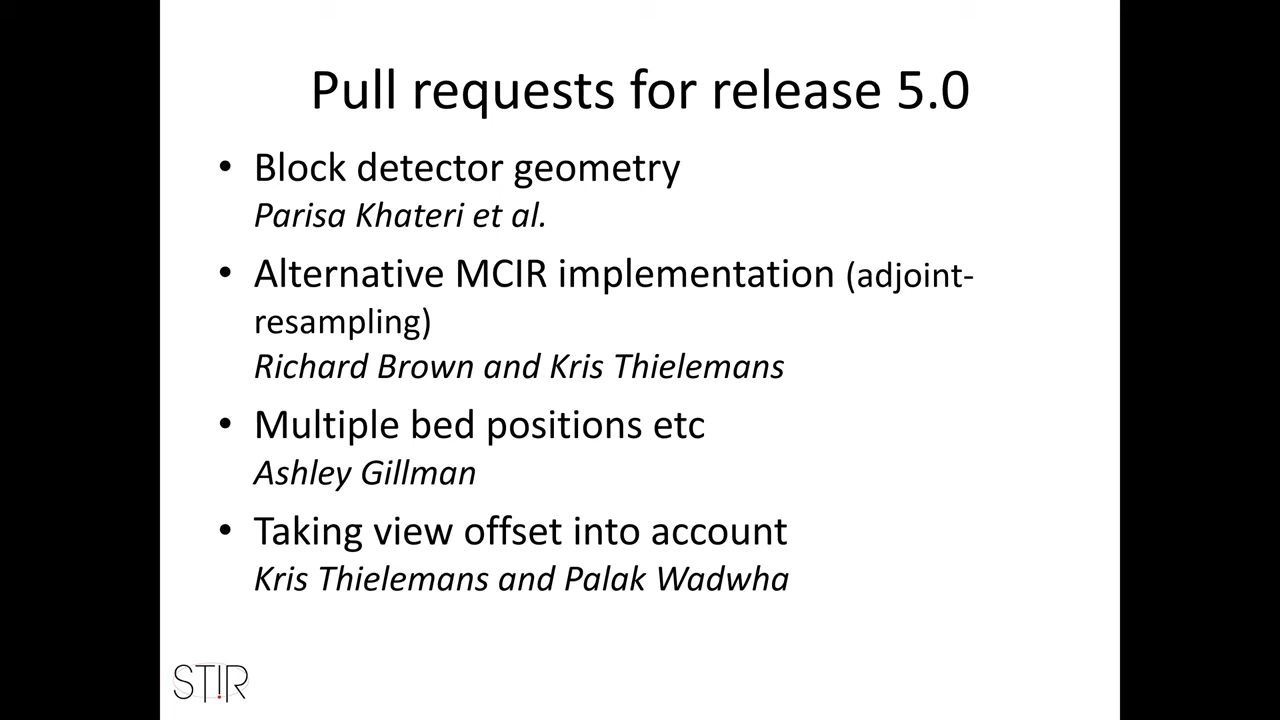 Pull requests for release 5.0
• Block detector geometry
Parisa Khateri et al.
• Alternative MCIR implementation (adjoint-
resampling)
Richard Brown and Kris Thielemans
• Multiple bed positions etc
Ashley Gillman
• Taking view offset into account
Kris Thielemans and Palak Wadwha
STIR